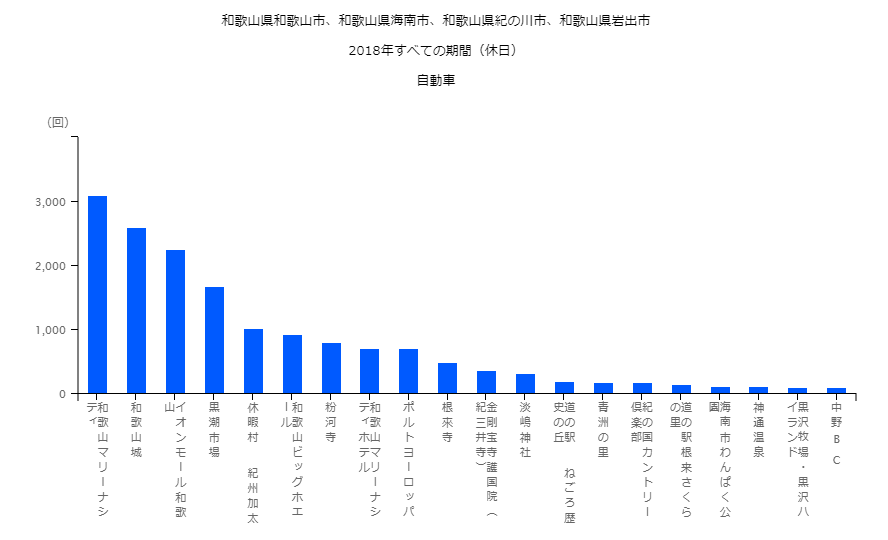 和歌山県和歌山市、和歌山県海南市、和歌山県紀の川市、和歌山県岩出市
2018年すべての期間（休日）
自動車
（回）
3,000
2,000
1,000
0
和歌山マリーナシ
ティ
和歌山城
イオンモール和歌
山
黒潮市場
休暇村　紀州加太
和歌山ビッグホエ
ール
粉河寺
和歌山マリーナシ
ティホテル
ポルトヨーロッパ
根來寺
金剛宝寺護国院（
紀三井寺）
淡嶋神社
道の駅　ねごろ歴
史の丘
青洲の里
紀の国カントリー
倶楽部
道の駅根来さくら
の里
海南市わんぱく公
園
神通温泉
黒沢牧場・黒沢ハ
イランド
中野BC